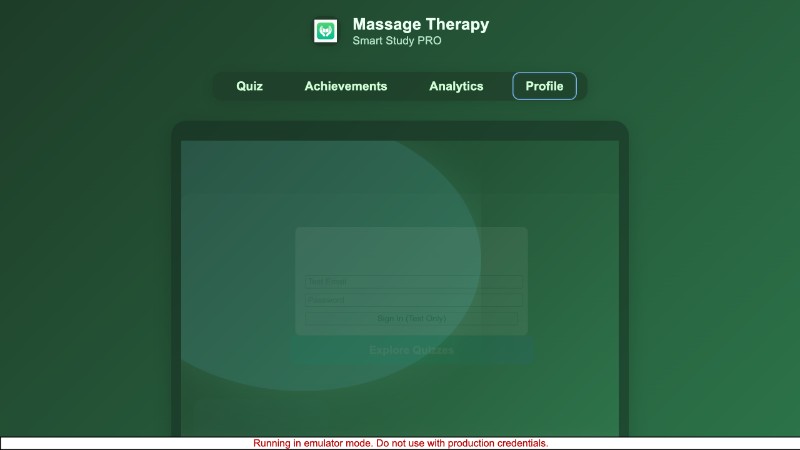 Massage Therapy
Smart Study PRO
Quiz
Achievements
Analytics
Profile
Test Email
Password
Sign In (Test Only)
Explore Quizzes
Running in emulator mode. Do not use with production credentials.